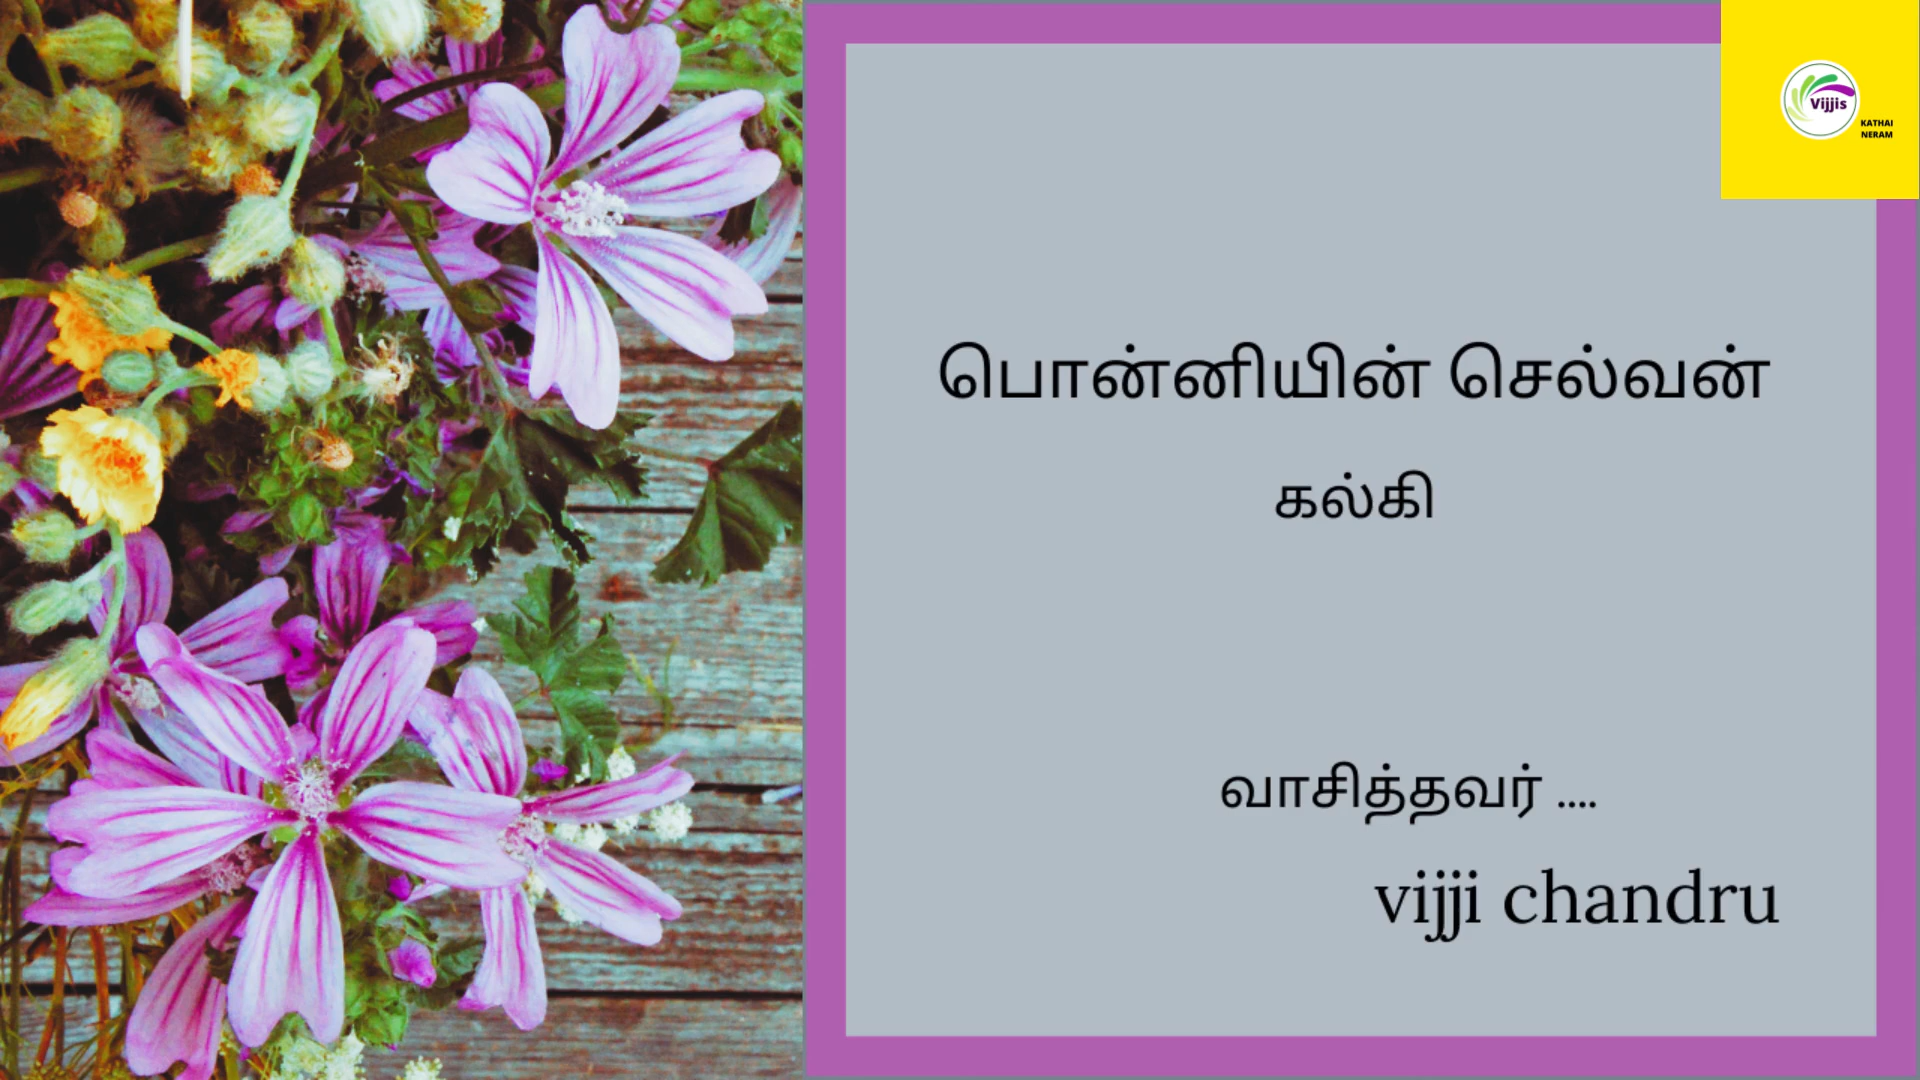 Vijjis
KATHAI
NERAM
பொன்னியின் செல்வன்
கல்கி
வாசித்தவர் ....
vijji chandru